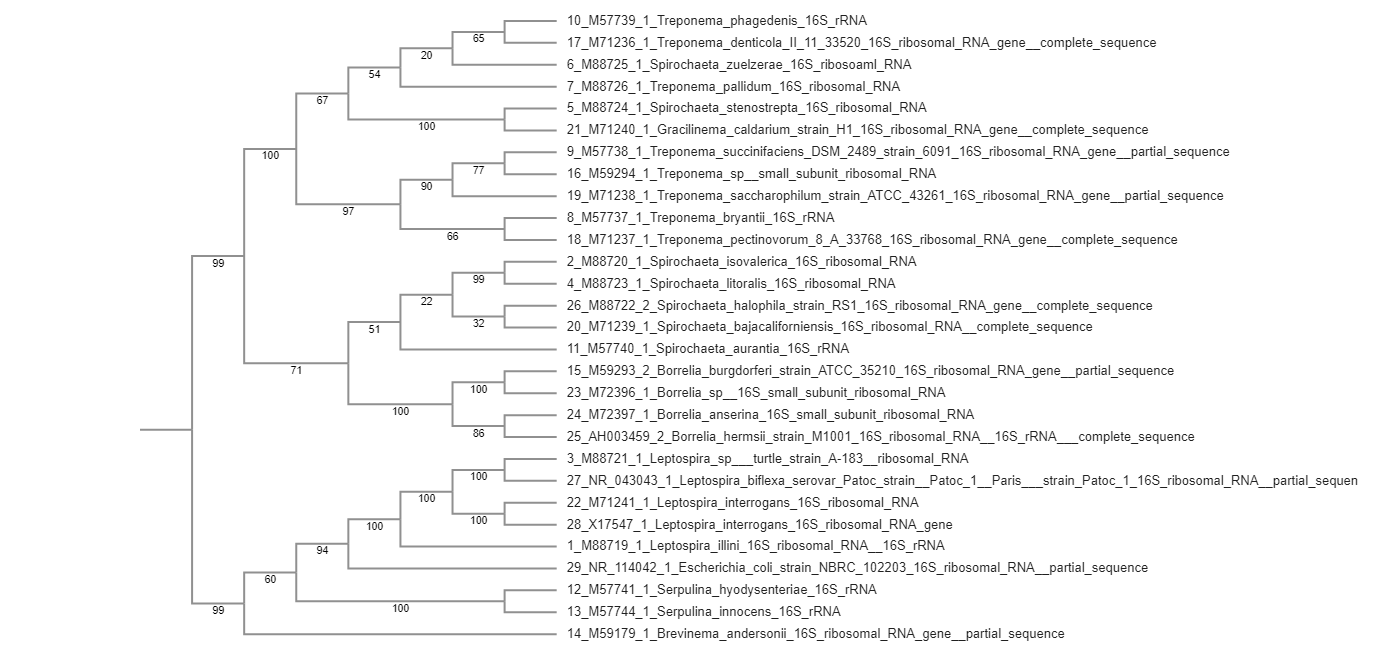 10_M57739_1_Treponema_phagedenis_16S_rRNA
65
17_M71236_1_Treponema_denticola_II_11_33520_16S_ribosomal_RNA_gene__complete_sequence
20
6_M88725_1_Spirochaeta_zuelzerae_16S_ribosoaml_RNA
54
7_M88726_1_Treponema_pallidum_16S_ribosomal_RNA
67
5_M88724_1_Spirochaeta_stenostrepta_16S_ribosomal_RNA
100
21_M71240_1_Gracilinema_caldarium_strain_H1_16S_ribosomal_RNA_gene__complete_sequence
100
9_M57738_1_Treponema_succinifaciens_DSM_2489_strain_6091_16S_ribosomal_RNA_gene__partial_sequence
77
16_M59294_1_Treponema_sp__small_subunit_ribosomal_RNA
90
19_M71238_1_Treponema_saccharophilum_strain_ATCC_43261_16S_ribosomal_RNA_gene__partial_sequence
97
8_M57737_1_Treponema_bryantii_16S_rRNA
66
18_M71237_1_Treponema_pectinovorum_8_A_33768_16S_ribosomal_RNA_gene__complete_sequence
99
2_M88720_1_Spirochaeta_isovalerica_16S_ribosomal_RNA
99
4_M88723_1_Spirochaeta_litoralis_16S_ribosomal_RNA
22
26_M88722_2_Spirochaeta_halophila_strain_RS1_16S_ribosomal_RNA_gene__complete_sequence
32
20_M71239_1_Spirochaeta_bajacaliforniensis_16S_ribosomal_RNA__complete_sequence
51
11_M57740_1_Spirochaeta_aurantia_16S_rRNA
71
15_M59293_2_Borrelia_burgdorferi_strain_ATCC_35210_16S_ribosomal_RNA_gene__partial_sequence
100
23_M72396_1_Borrelia_sp__16S_small_subunit_ribosomal_RNA
100
24_M72397_1_Borrelia_anserina_16S_small_subunit_ribosomal_RNA
86
25_AH003459_2_Borrelia_hermsii_strain_M1001_16S_ribosomal_RNA__16S_rRNA___complete_sequence
3_M88721_1_Leptospira_sp___turtle_strain_A-183__ribosomal_RNA
100
27_NR_043043_1_Leptospira_biflexa_serovar_Patoc_strain__Patoc_1__Paris___strain_Patoc_1_16S_ribosomal_RNA__partial_sequen
100
22_M71241_1_Leptospira_interrogans_16S_ribosomal_RNA
100
28_X17547_1_Leptospira_interrogans_16S_ribosomal_RNA_gene
100
1_M88719_1_Leptospira_illini_16S_ribosomal_RNA__16S_rRNA
94
29_NR_114042_1_Escherichia_coli_strain_NBRC_102203_16S_ribosomal_RNA__partial_sequence
60
12_M57741_1_Serpulina_hyodysenteriae_16S_rRNA
100
13_M57744_1_Serpulina_innocens_16S_rRNA
99
14_M59179_1_Brevinema_andersonii_16S_ribosomal_RNA_gene__partial_sequence